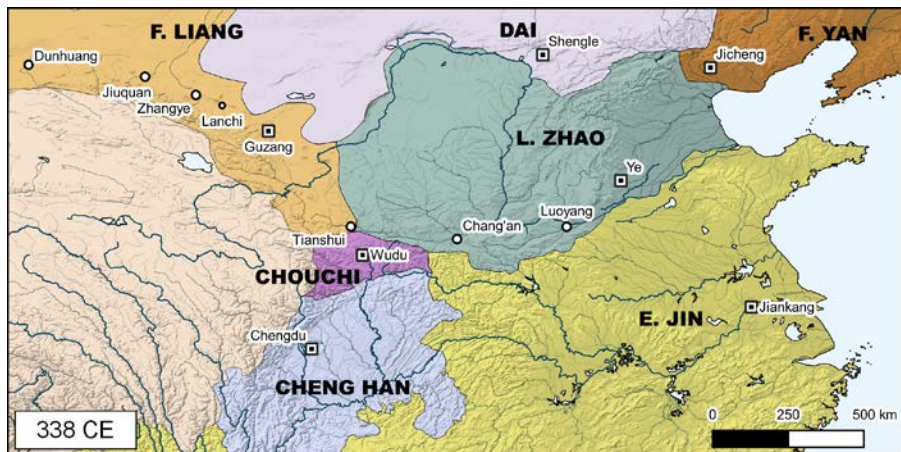 F. LIANG
DAI
F. YAN
Dunhuang
Shengle
Jicheng
Jiuquan
Zhangye
Lanchi
Guzang
L. ZHAO
Ye
Luoyang
Chang'an
Tianshui
Wudu
CHOUCHI
E. JIN
Jiankang
Chengdu
CHENG HAN
338 CE
0 250 500 km